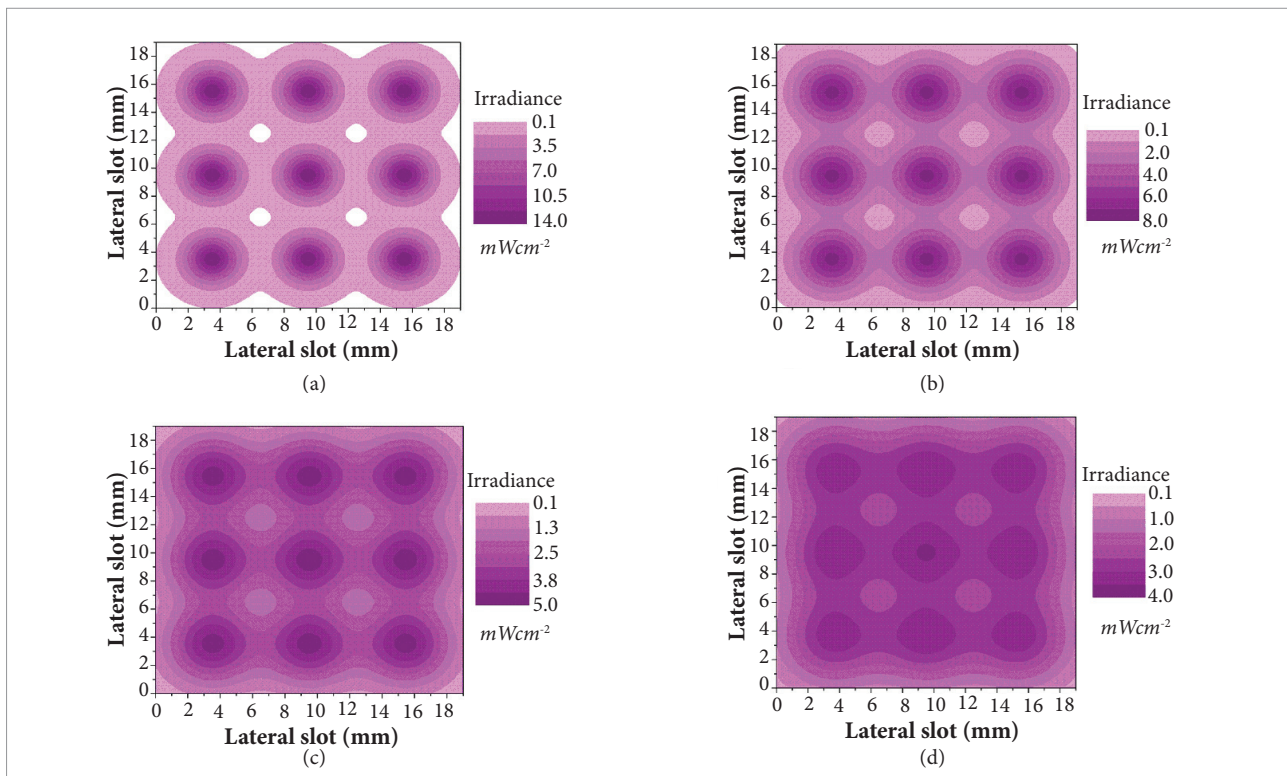 Lateral slot (mm)
18
16
14
12
10
8
6
4
2
0
0 2 4 6 8 10 12 14 16 18
Lateral slot (mm)
Irradiance
0.1
3.5
7.0
10.5
14.0
mWcm-2
(a)
Lateral slot (mm)
18
16
14
12
10
8
6
4
2
0
0 2 4 6 8 10 12 14 16 18
Lateral slot (mm)
Irradiance
0.1
2.0
4.0
6.0
8.0
mWcm-2
(b)
Lateral slot (mm)
18
16
14
12
10
8
6
4
2
0
0 2 4 6 8 10 12 14 16 18
Lateral slot (mm)
Irradiance
0.1
1.3
2.5
3.8
5.0
mWcm-2
(c)
Lateral slot (mm)
18
16
14
12
10
8
6
4
2
0
0 2 4 6 8 10 12 14 16 18
Lateral slot (mm)
Irradiance
0.1
1.0
2.0
3.0
4.0
mWcm-2
(d)